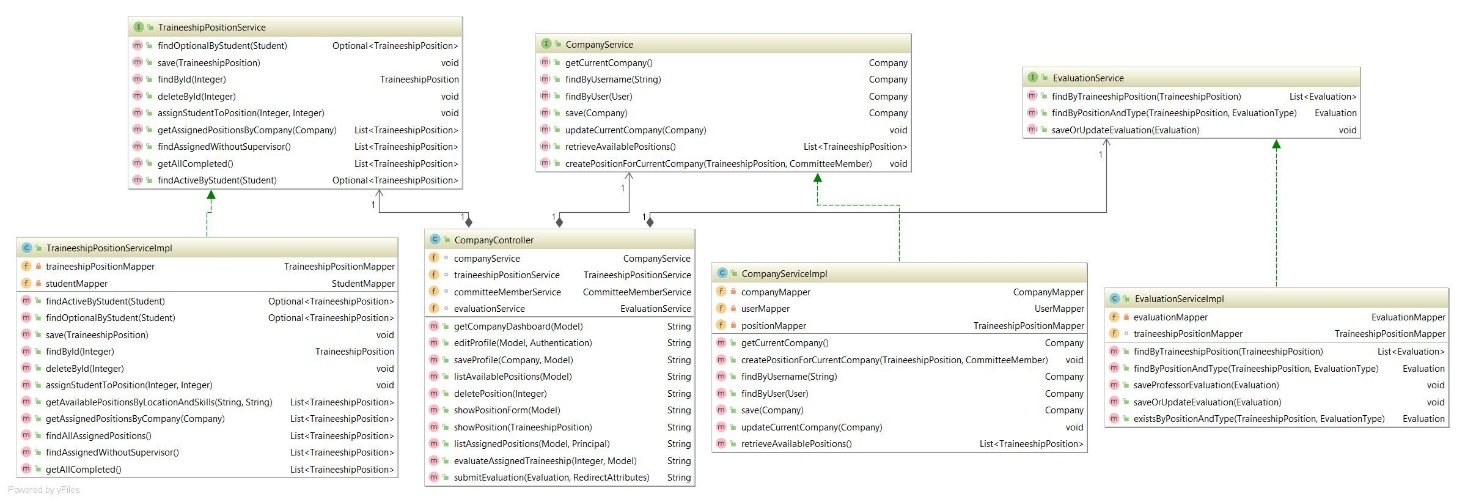 TraineeshipPositionService
findOptionalByStudent(Student) Optional<TraineeshipPosition>
save(TraineeshipPosition) void
findById(Integer) TraineeshipPosition
deleteById(Integer) void
assignStudentToPosition(Integer, Integer) void
getAssignedPositionsByCompany(Company) List<TraineeshipPosition>
findAssignedWithoutSupervisor() List<TraineeshipPosition>
getAllCompleted() List<TraineeshipPosition>
findActiveByStudent(Student) Optional<TraineeshipPosition>
CompanyService
getCurrentCompany() Company
findByUsername(String) Company
findByUser(User) Company
save(Company) Company
updateCurrentCompany(Company) void
retrieveAvailablePositions() List<TraineeshipPosition>
createPositionForCurrentCompany(TraineeshipPosition, CommitteeMember) void
EvaluationService
findByTraineeshipPosition(TraineeshipPosition) List<Evaluation>
findByPositionAndType(TraineeshipPosition, EvaluationType) Evaluation
saveOrUpdateEvaluation(Evaluation) void
1
1
1
1
1
1
TraineeshipPositionServiceImpl
traineeshipPositionMapper TraineeshipPositionMapper
studentMapper StudentMapper
findActiveByStudent(Student) Optional<TraineeshipPosition>
findOptionalByStudent(Student) Optional<TraineeshipPosition>
save(TraineeshipPosition) void
findById(Integer) TraineeshipPosition
deleteById(Integer) void
assignStudentToPosition(Integer, Integer) void
getAvailablePositionsByLocationAndSkills(String, String) List<TraineeshipPosition>
getAssignedPositionsByCompany(Company) List<TraineeshipPosition>
findAllAssignedPositions() List<TraineeshipPosition>
findAssignedWithoutSupervisor() List<TraineeshipPosition>
getAllCompleted() List<TraineeshipPosition>
CompanyController
companyService CompanyService
traineeshipPositionService TraineeshipPositionService
committeeMemberService CommitteeMemberService
evaluationService EvaluationService
getCompanyDashboard(Model) String
editProfile(Model, Authentication) String
saveProfile(Company, Model) String
listAvailablePositions(Model) String
deletePosition(Integer) String
showPositionForm(Model) String
showPosition(TraineeshipPosition) String
listAssignedPositions(Model, Principal) String
evaluateAssignedTraineeship(Integer, Model) String
submitEvaluation(Evaluation, RedirectAttributes) String
CompanyServiceImpl
companyMapper CompanyMapper
userMapper UserMapper
positionMapper TraineeshipPositionMapper
getCurrentCompany() Company
createPositionForCurrentCompany(TraineeshipPosition, CommitteeMember) void
findByUsername(String) Company
findByUser(User) Company
save(Company) Company
updateCurrentCompany(Company) void
retrieveAvailablePositions() List<TraineeshipPosition>
EvaluationServiceImpl
evaluationMapper EvaluationMapper
traineeshipPositionMapper TraineeshipPositionMapper
findByTraineeshipPosition(TraineeshipPosition) List<Evaluation>
findByPositionAndType(TraineeshipPosition, EvaluationType) Evaluation
saveProfessorEvaluation(Evaluation) void
saveOrUpdateEvaluation(Evaluation) void
existsByPositionAndType(TraineeshipPosition, EvaluationType) Evaluation
Powered by yFiles